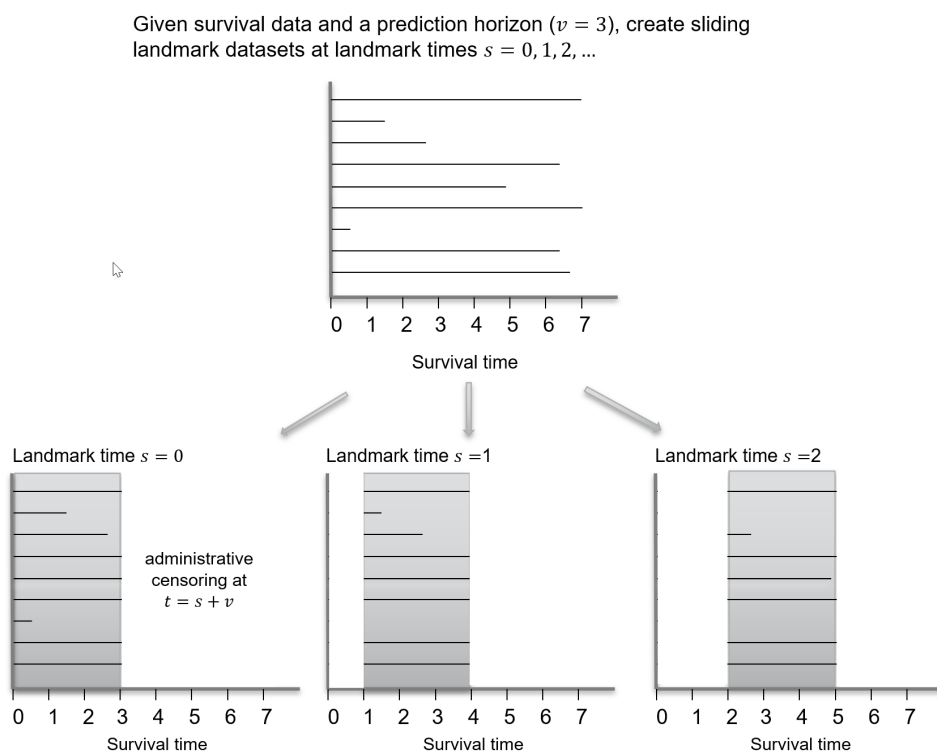 Given survival data and a prediction horizon (v = 3), create sliding
landmark datasets at landmark times s = 0, 1, 2, ...
0 1 2 3 4 5 6 7
Survival time
Landmark time s = 0
Landmark time s =1
Landmark time s =2
administrative
censoring at
t = s + v
0 1 2 3 4 5 6 7
0 1 2 3 4 5 6 7
0 1 2 3 4 5 6 7
Survival time
Survival time
Survival time